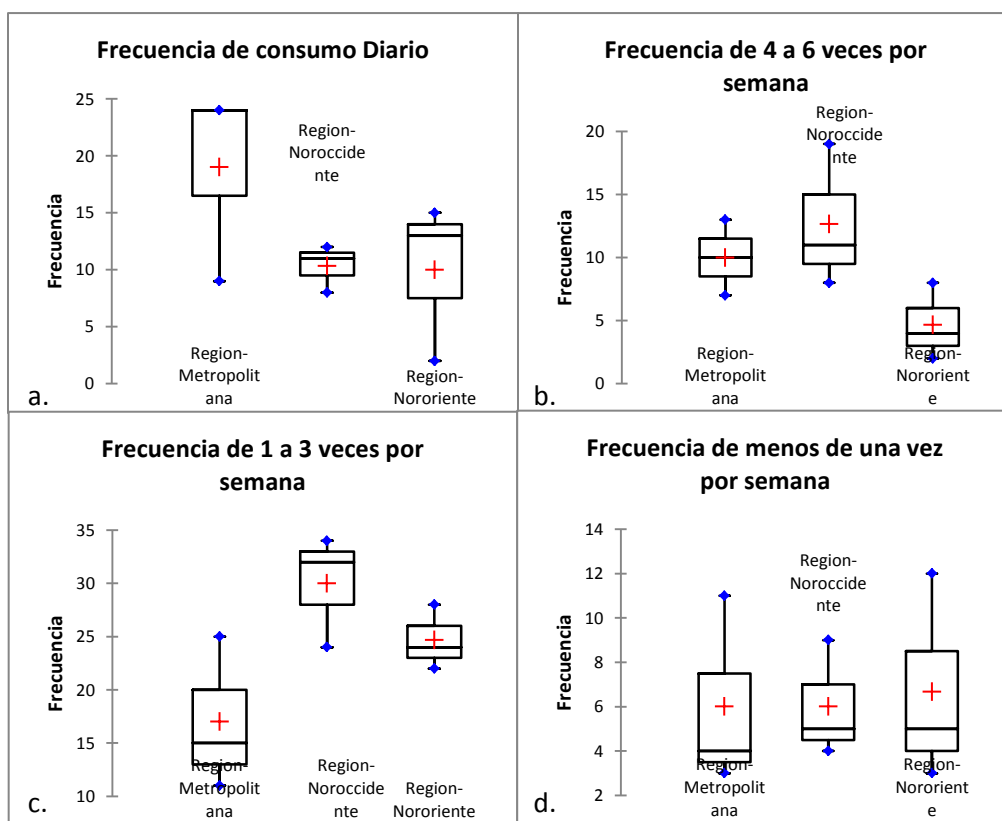 Frecuencia de consumo Diario
25
20
15
10
5
0
Frecuencia
Region-
Noroccide
nte
Region-
Metropolit
ana
Region-
Nororiente
a.
Frecuencia de 4 a 6 veces por
semana
20
15
10
5
0
Frecuencia
Region-
Noroccide
nte
Region-
Metropolit
ana
Region-
Nororient
e
b.
Frecuencia de 1 a 3 veces por
semana
35
30
25
20
15
10
Frecuencia
Region-
Metropolit
ana
Region-
Noroccide
nte
Region-
Nororiente
c.
Frecuencia de menos de una vez
por semana
14
12
10
8
6
4
2
Frecuencia
Region-
Noroccide
nte
Region-
Metropolit
ana
Region-
Nororient
e
d.